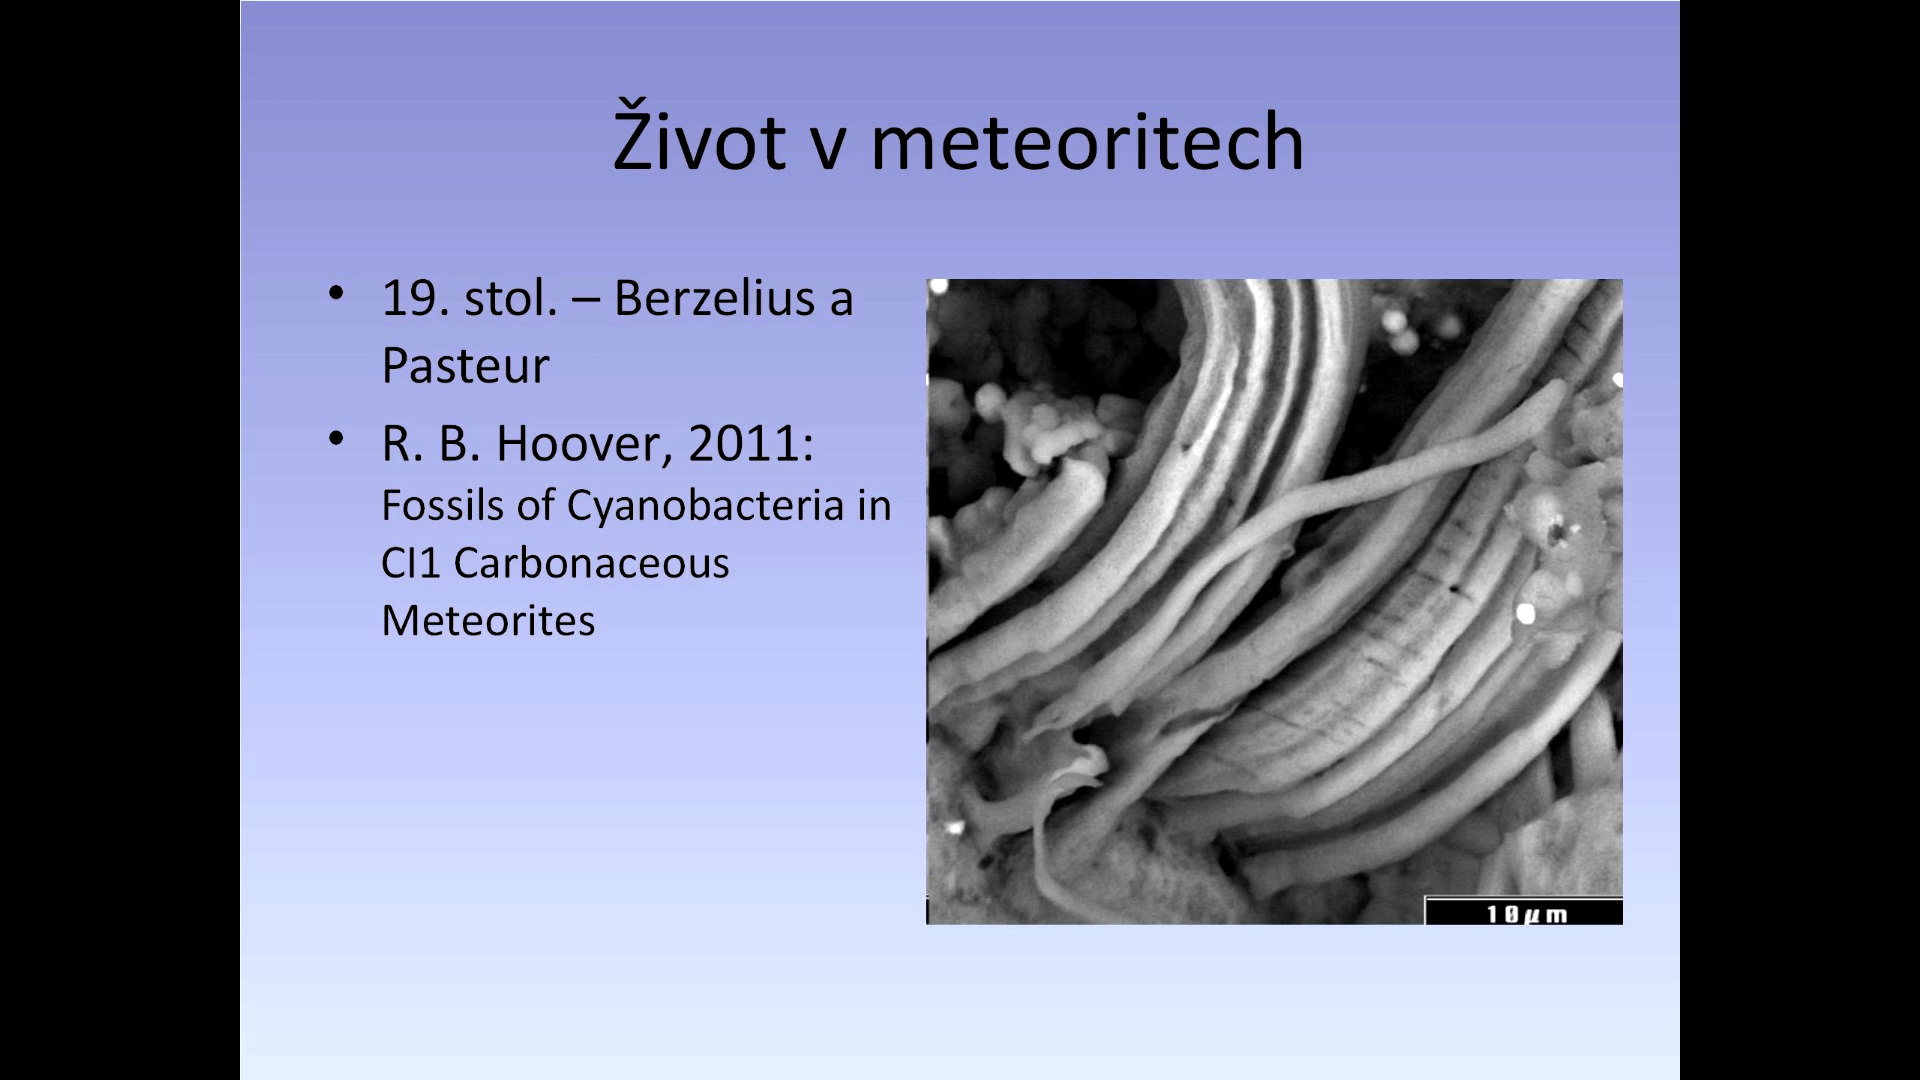 Život v meteoritech
• 19. stol. – Berzelius a
Pasteur
• R. B. Hoover, 2011:
Fossils of Cyanobacteria in
CI1 Carbonaceous
Meteorites
10µm